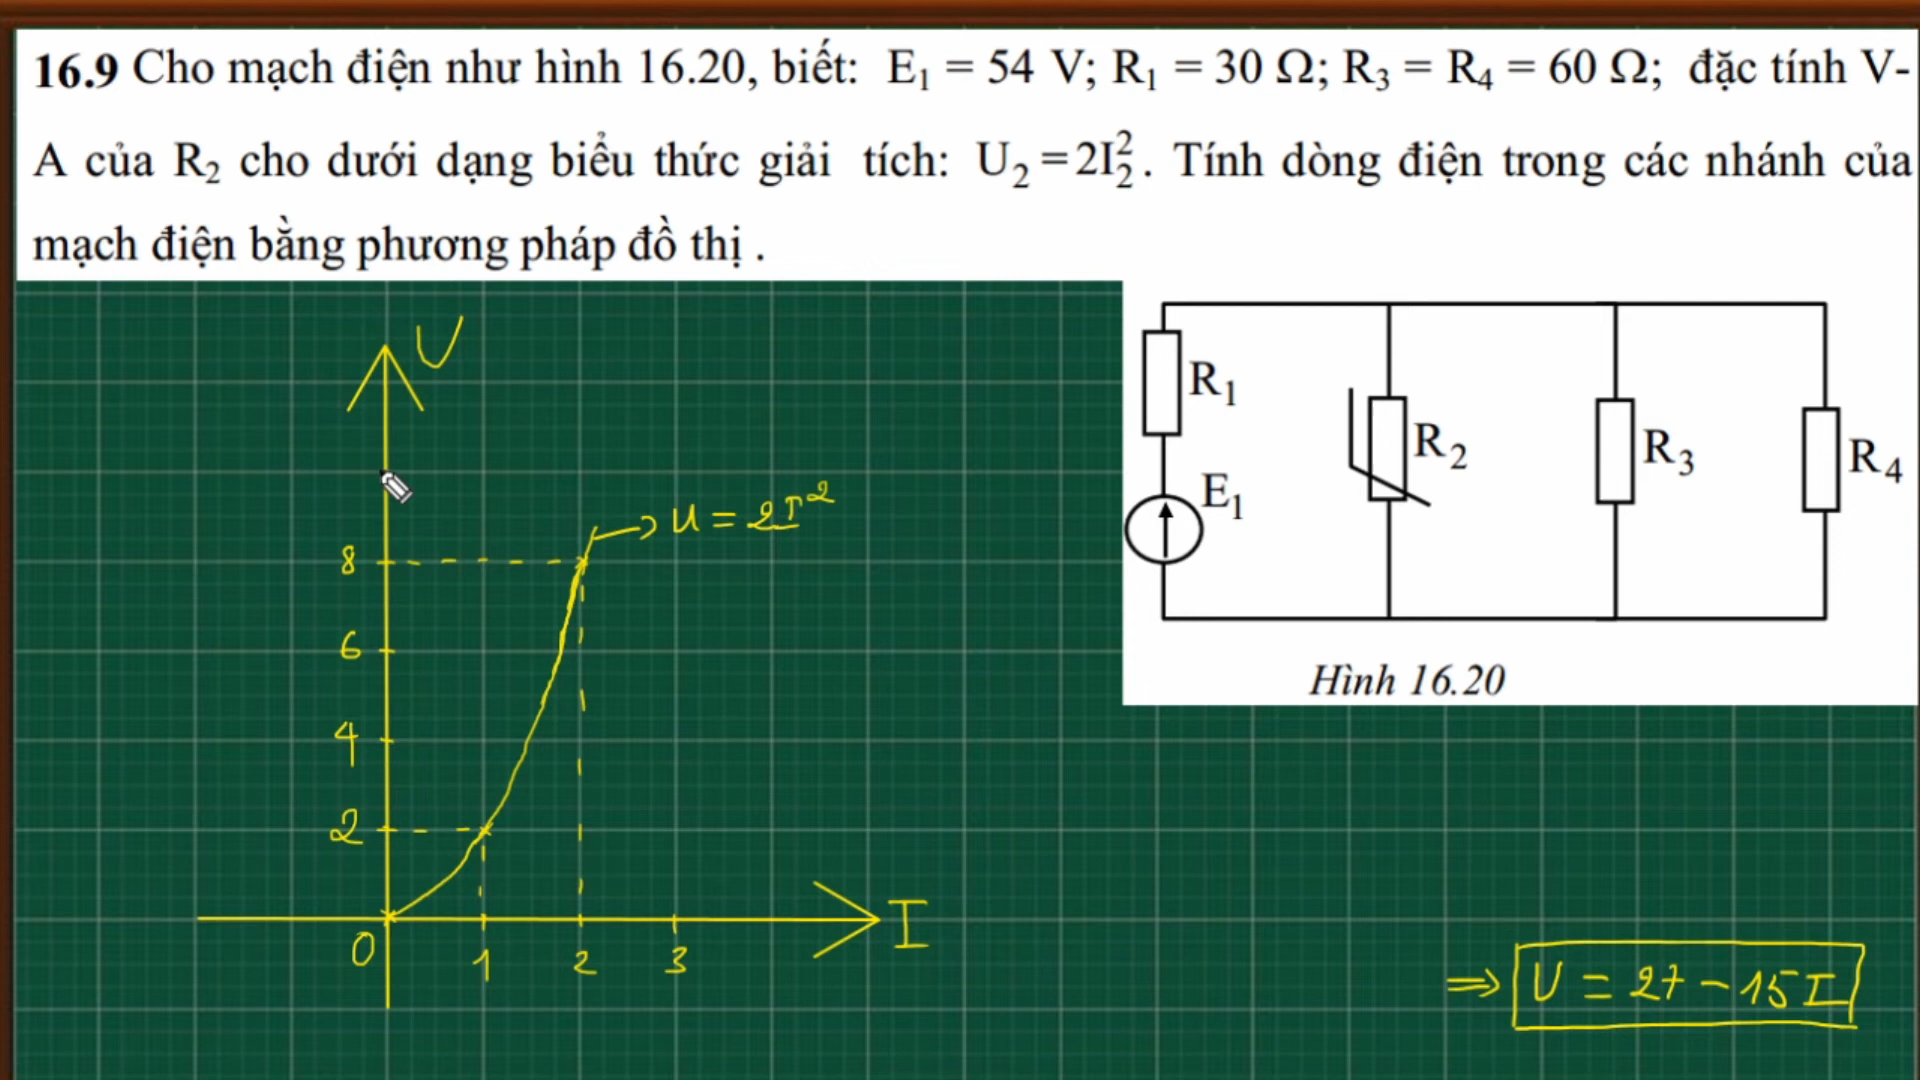 16.9 Cho mạch điện như hình 16.20, biết: E₁ = 54 V; R₁ = 30 Ω; R₃ = R₄ = 60 Ω; đặc tính V-
A của R₂ cho dưới dạng biểu thức giải tích: U₂ = 2I₂². Tính dòng điện trong các nhánh của
mạch điện bằng phương pháp đồ thị .
U
U = 2I²
8
6
4
2
0
1
2
3
I
R₁
E₁
R₂
R₃
R₄
Hình 16.20
⇒ U = 27 - 15I